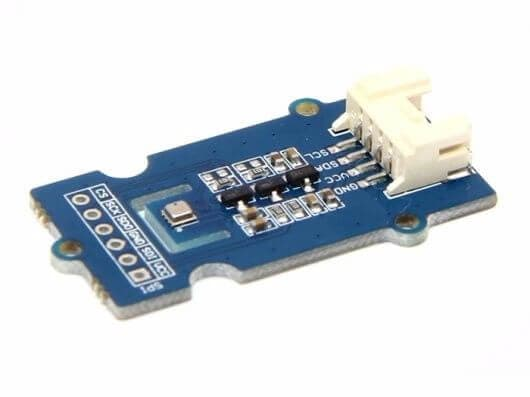 SCL
SDA
VCC
GND
CS
SCK
SDO
GND
SDI
VCC
SPI